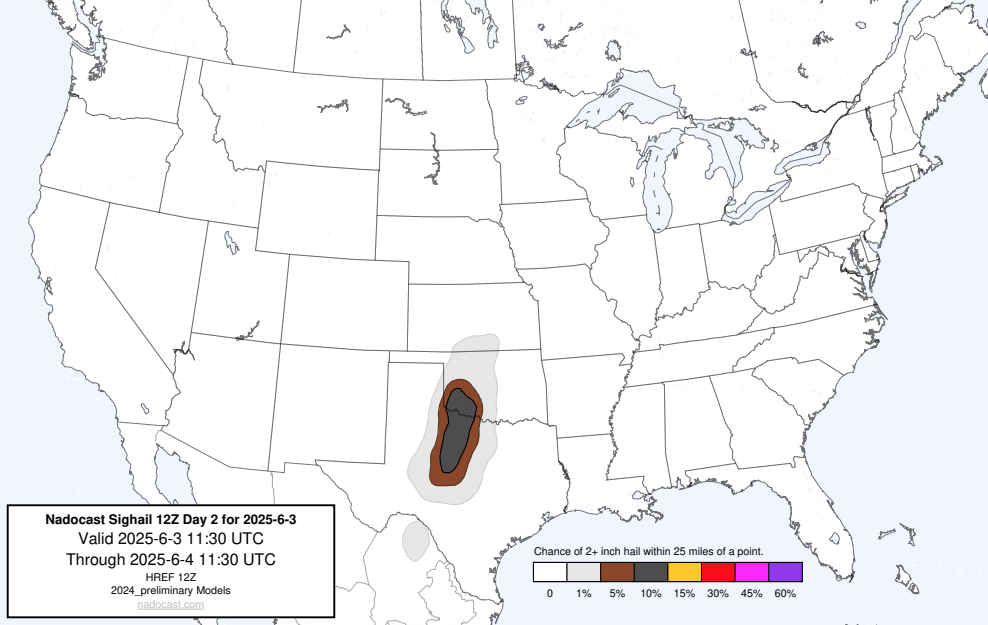 Nadocast Sighail 12Z Day 2 for 2025-6-3
Valid 2025-6-3 11:30 UTC
Through 2025-6-4 11:30 UTC
HREF 12Z
2024_preliminary Models
nadocast.com
Chance of 2+ inch hail within 25 miles of a point.
0 1% 5% 10% 15% 30% 45% 60%